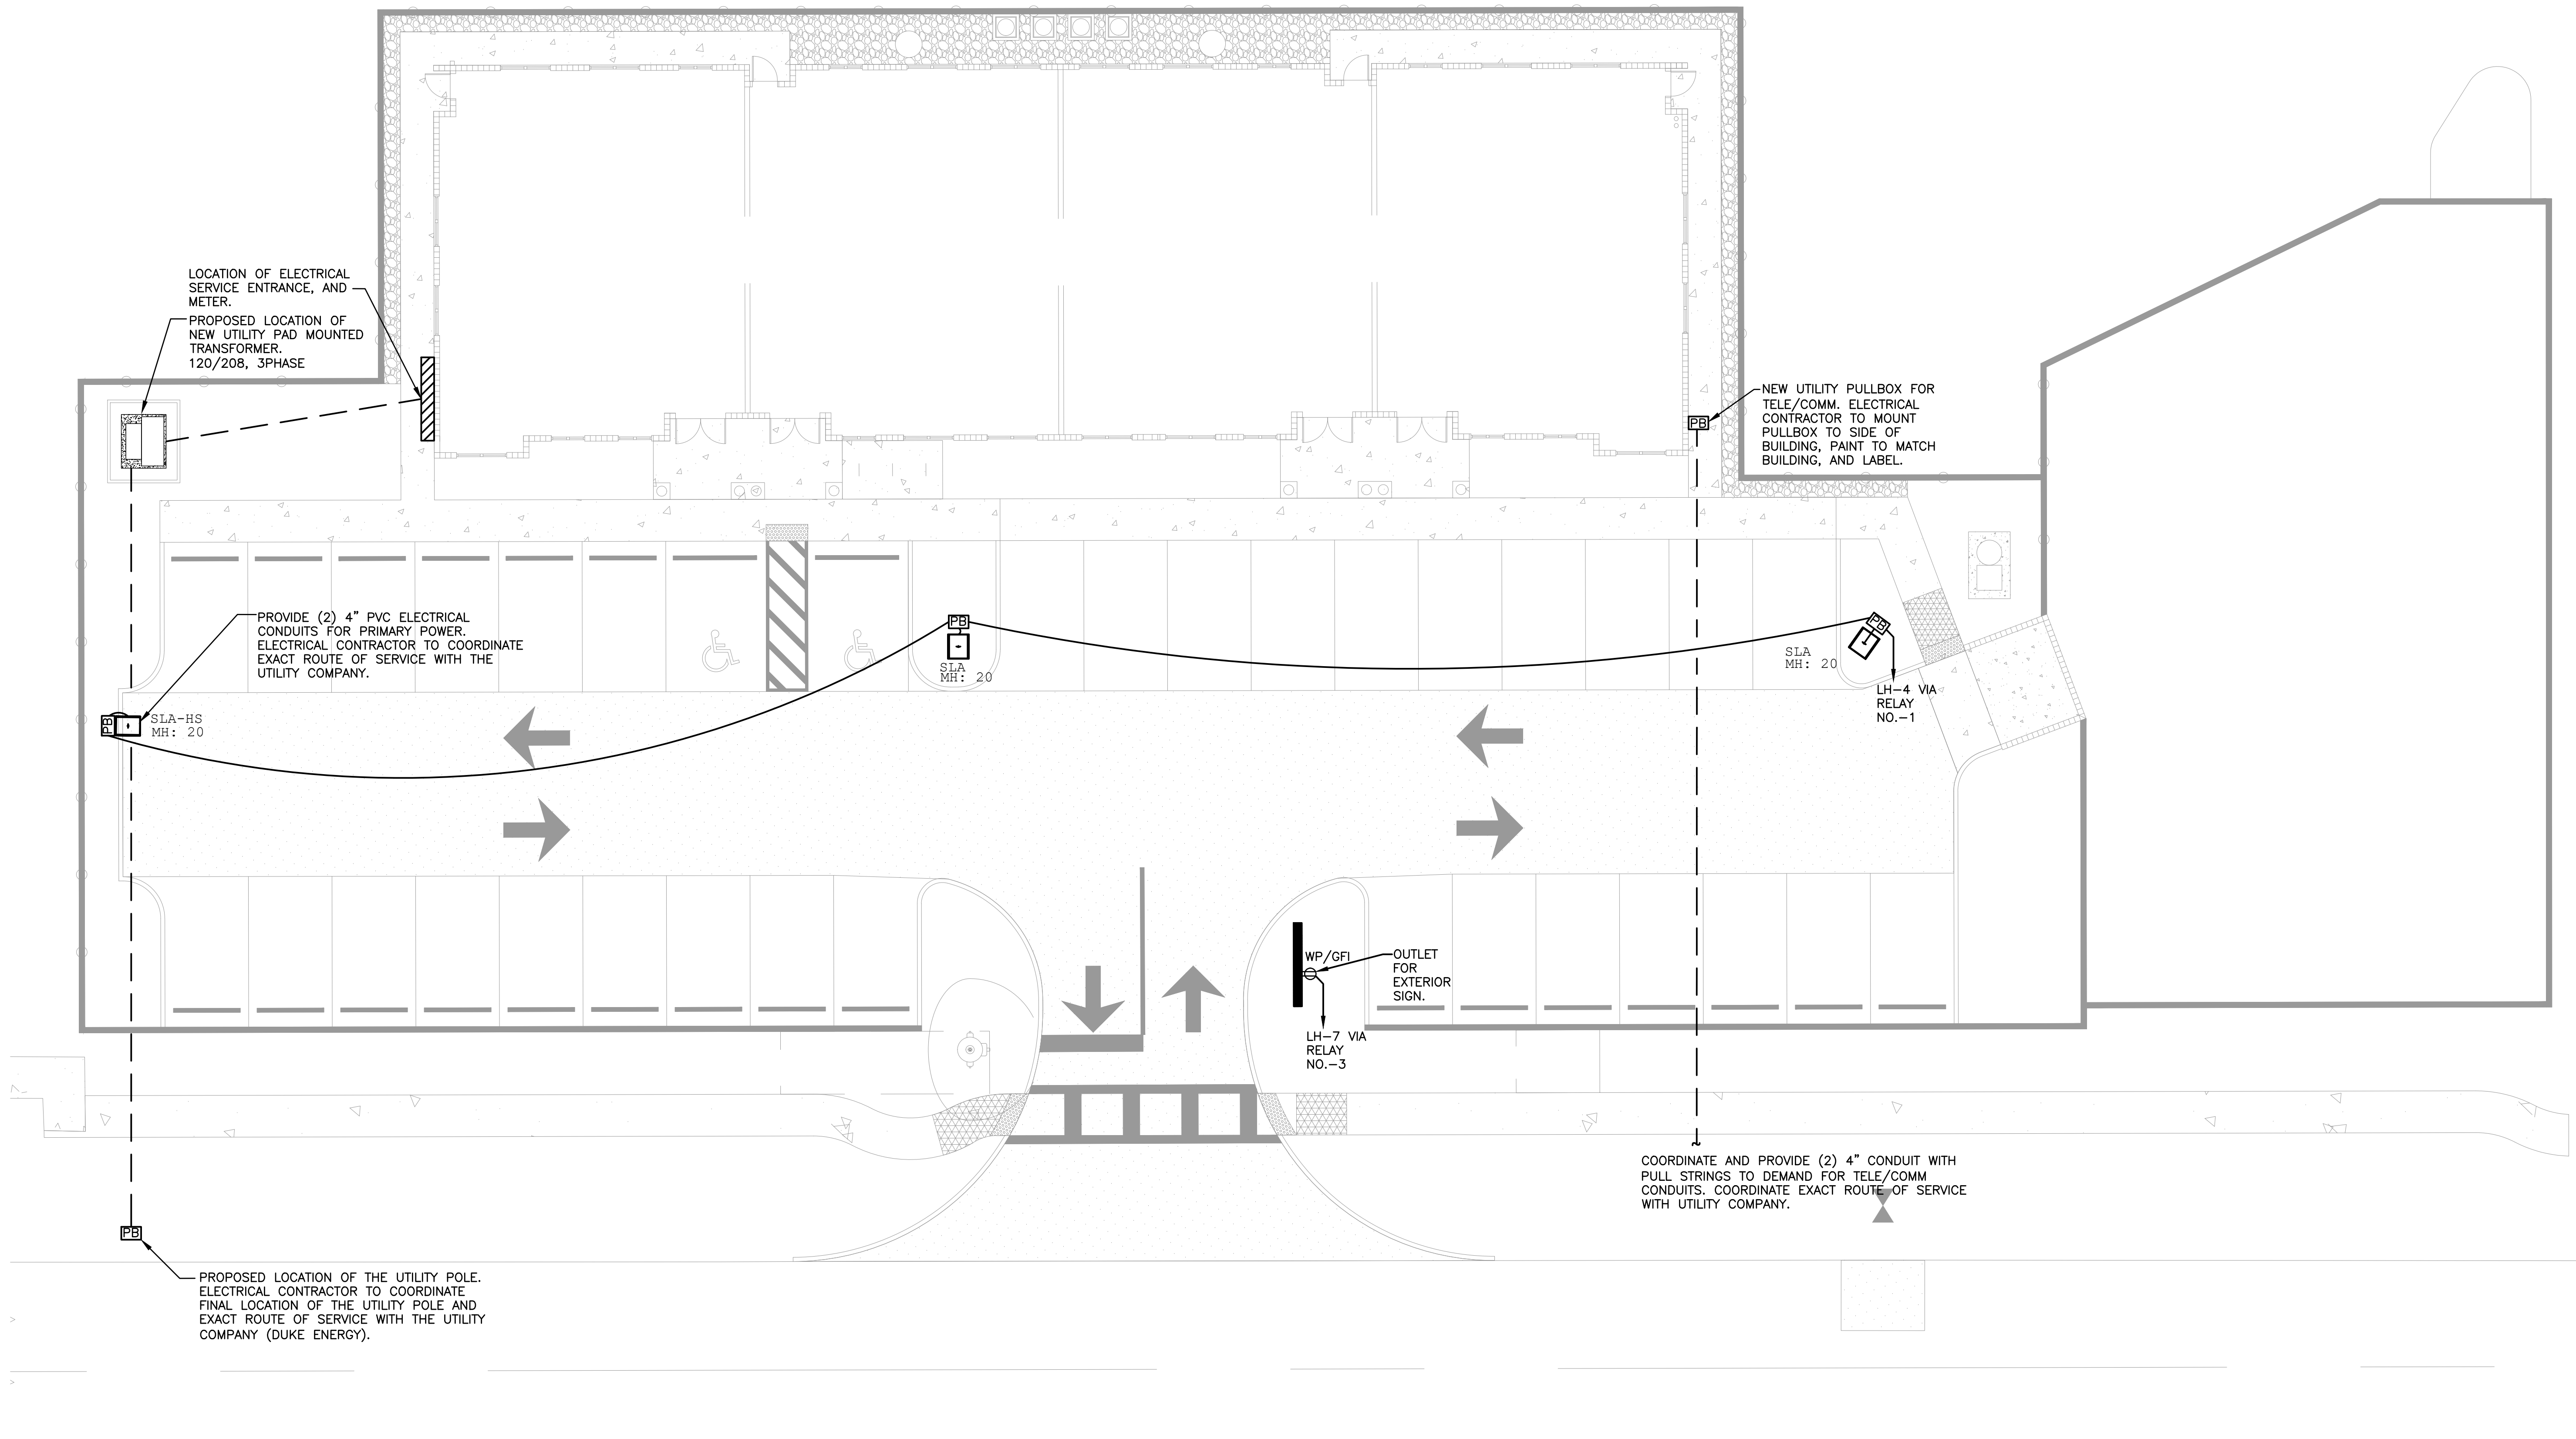 LOCATION OF ELECTRICAL
SERVICE ENTRANCE, AND
METER.
PROPOSED LOCATION OF
NEW UTILITY PAD MOUNTED
TRANSFORMER.
120/208, 3PHASE
NEW UTILITY PULLBOX FOR
TELE/COMM. ELECTRICAL
CONTRACTOR TO MOUNT
PULLBOX TO SIDE OF
BUILDING, PAINT TO MATCH
BUILDING, AND LABEL.
PB
PROVIDE (2) 4" PVC ELECTRICAL
CONDUITS FOR PRIMARY POWER.
ELECTRICAL CONTRACTOR TO COORDINATE
EXACT ROUTE OF SERVICE WITH THE
UTILITY COMPANY.
PB
SLA
MH: 20
PB
SLA
MH: 20
LH-4 VIA
RELAY
NO.-1
PB
SLA-HS
MH: 20
WP/GFI
OUTLET
FOR
EXTERIOR
SIGN.
LH-7 VIA
RELAY
NO.-3
COORDINATE AND PROVIDE (2) 4" CONDUIT WITH
PULL STRINGS TO DEMAND FOR TELE/COMM
CONDUITS. COORDINATE EXACT ROUTE OF SERVICE
WITH UTILITY COMPANY.
PB
PROPOSED LOCATION OF THE UTILITY POLE.
ELECTRICAL CONTRACTOR TO COORDINATE
FINAL LOCATION OF THE UTILITY POLE AND
EXACT ROUTE OF SERVICE WITH THE UTILITY
COMPANY (DUKE ENERGY).